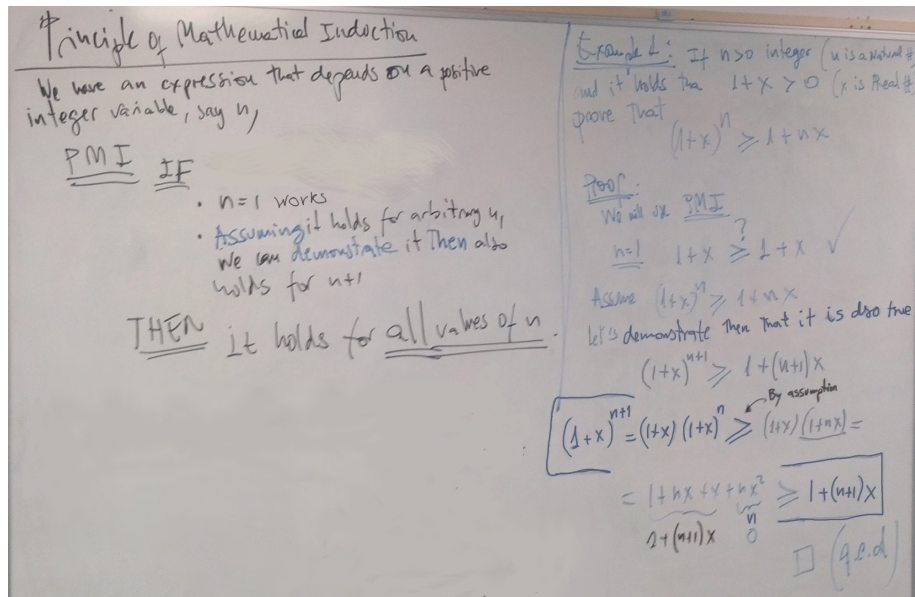 Principle of Mathematical Induction
We have an expression that depends on a positive
integer variable, say n,
PMI IF
• n=1 works
• Assuming it holds for arbitrary n,
we can demonstrate it Then also
holds for n+1
THEN it holds for all values of n.
Example 1: If n>0 integer (n is a Natural #
and it holds tha 1+x>0 (x is Real #)
prove that
(1+x)^n ≥ 1+nx
Proof:
We will use PMI
n=1 1+x ≥? 1+x ✓
Assume (1+x)^n ≥ 1+nx
Let's demonstrate Then That it is also true
(1+x)^{n+1} ≥ 1+(n+1)x
By assumption
(1+x)^{n+1} = (1+x)(1+x)^n ≥ (1+x)(1+nx) =
= 1+nx+x+nx² ≥ 1+(n+1)x
1+(n+1)x 0
□ (q.e.d)